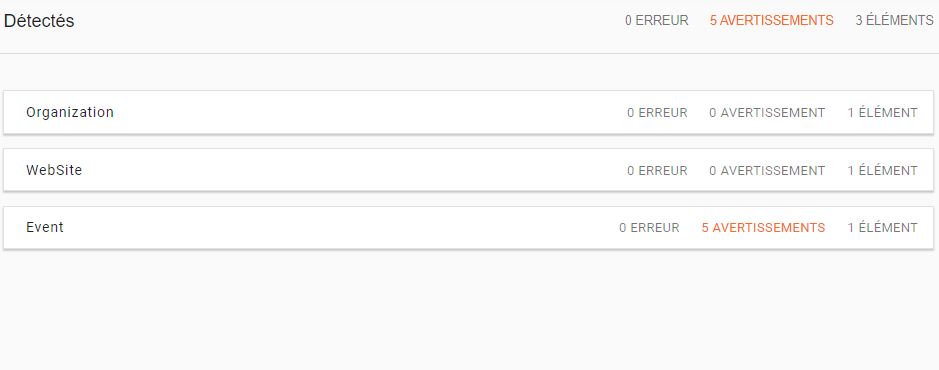 Détectés 0 ERREUR 5 AVERTISSEMENTS 3 ÉLÉMENTS
Organization 0 ERREUR 0 AVERTISSEMENT 1 ÉLÉMENT
WebSite 0 ERREUR 0 AVERTISSEMENT 1 ÉLÉMENT
Event 0 ERREUR 5 AVERTISSEMENTS 1 ÉLÉMENT